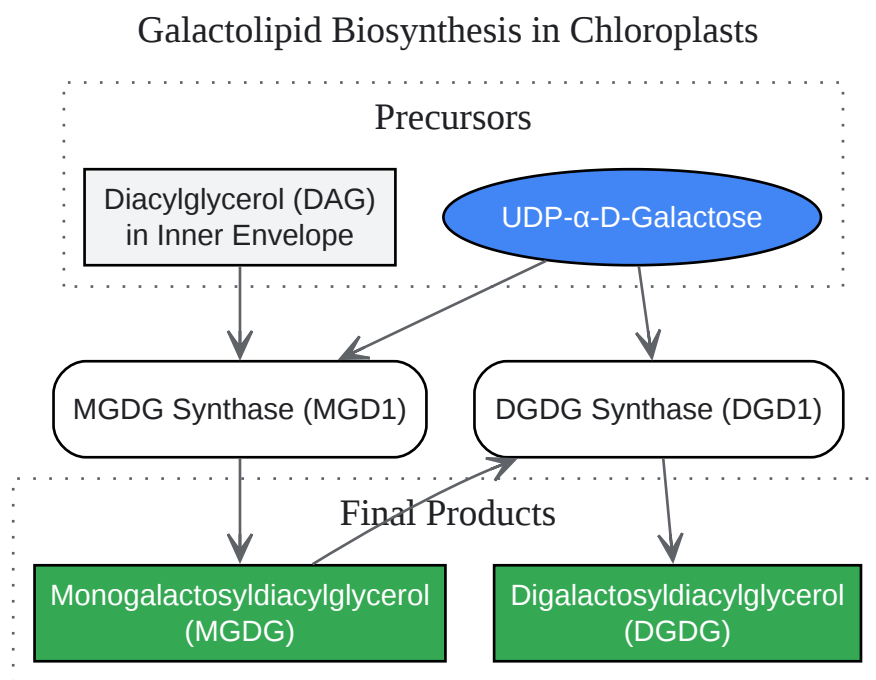 Galactolipid Biosynthesis in Chloroplasts
Precursors
Diacylglycerol (DAG)
in Inner Envelope
UDP-α-D-Galactose
MGDG Synthase (MGD1)
DGDG Synthase (DGD1)
Final Products
Monogalactosyldiacylglycerol
(MGDG)
Digalactosyldiacylglycerol
(DGDG)